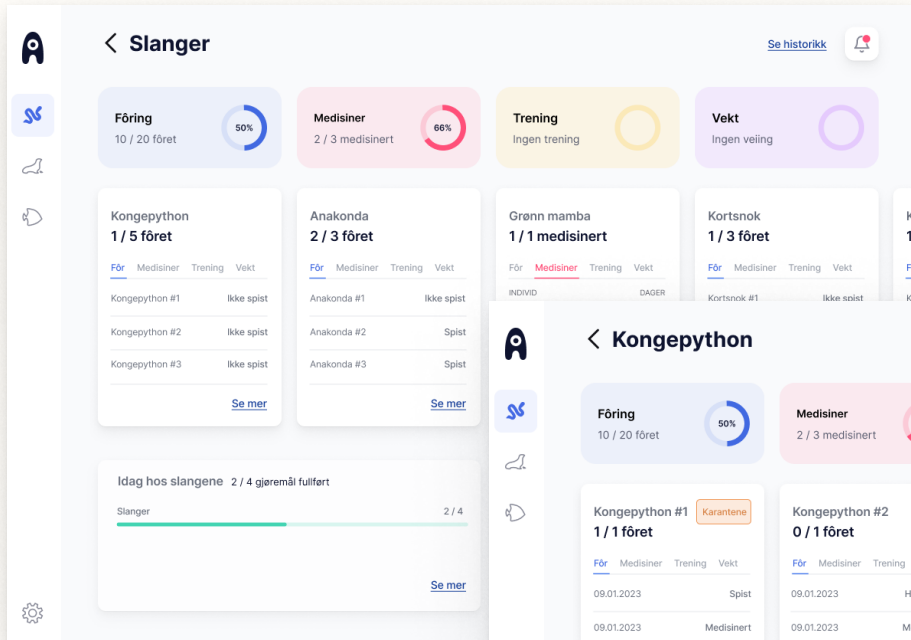 Slanger
Se historikk
Fôring
10 / 20 fôret
50%
Medisiner
2 / 3 medisinert
66%
Trening
Ingen trening
Vekt
Ingen veiing
Kongepython
1 / 5 fôret
Fôr Medisiner Trening Vekt
Kongepython #1 Ikke spist
Kongepython #2 Ikke spist
Kongepython #3 Ikke spist
Se mer
Anakonda
2 / 3 fôret
Fôr Medisiner Trening Vekt
Anakonda #1 Ikke spist
Anakonda #2 Spist
Anakonda #3 Spist
Se mer
Grønn mamba
1 / 1 medisinert
Fôr Medisiner Trening Vekt
INDIVID DAGER
Kortsnok
1 / 3 fôret
Fôr Medisiner Trening Vekt
Kortsnok #1 Ikke spist
Idag hos slangene 2 / 4 gjøremål fullført
Slanger 2 / 4
Se mer
Kongepython
Fôring
10 / 20 fôret
50%
Medisiner
2 / 3 medisinert
Kongepython #1 Karantene
1 / 1 fôret
Fôr Medisiner Trening Vekt
09.01.2023 Spist
09.01.2023 Medisinert
Kongepython #2
0 / 1 fôret
Fôr Medisiner Trening
09.01.2023
09.01.2023